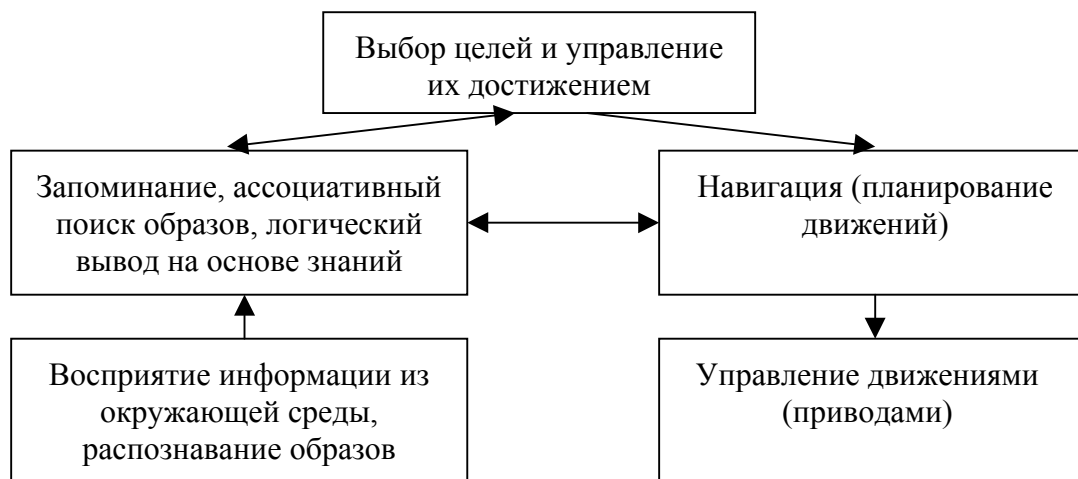 Выбор целей и управление
их достижением
Запоминание, ассоциативный
поиск образов, логический
вывод на основе знаний
Навигация (планирование
движений)
Восприятие информации из
окружающей среды,
распознавание образов
Управление движениями
(приводами)